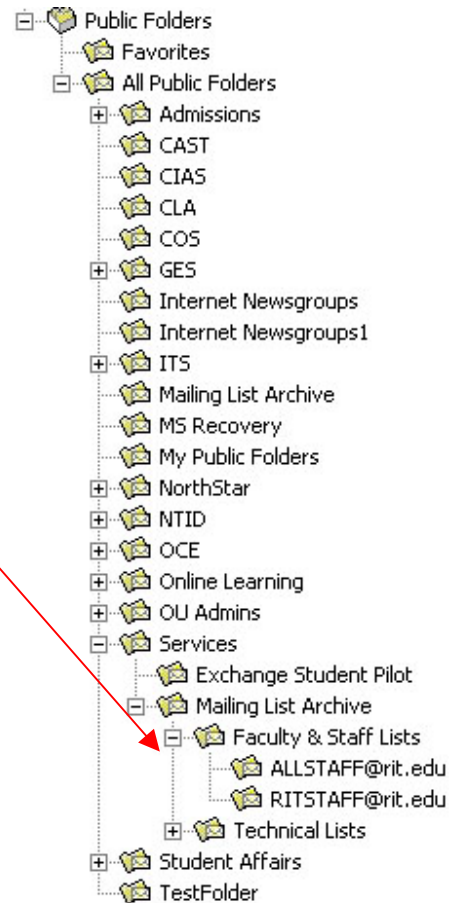 Public Folders
Favorites
All Public Folders
Admissions
CAST
CIAS
CLA
COS
GES
Internet Newsgroups
Internet Newsgroups1
ITS
Mailing List Archive
MS Recovery
My Public Folders
NorthStar
NTID
OCE
Online Learning
OU Admins
Services
Exchange Student Pilot
Mailing List Archive
Faculty & Staff Lists
ALLSTAFF@rit.edu
RITSTAFF@rit.edu
Technical Lists
Student Affairs
TestFolder